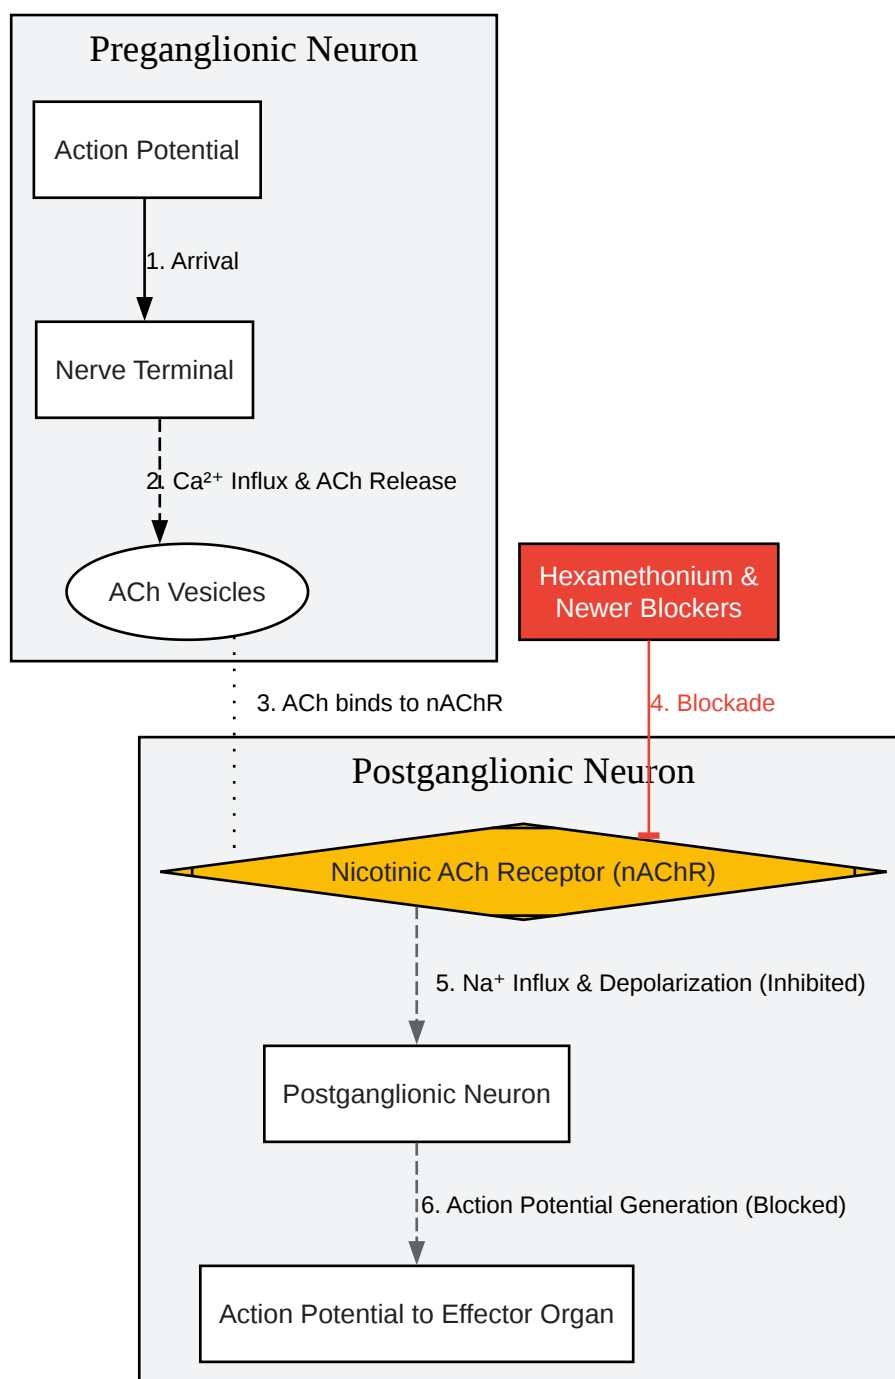 Preganglionic Neuron
Action Potential
1. Arrival
Nerve Terminal
2. Ca²⁺ Influx & ACh Release
ACh Vesicles
Hexamethonium &
Newer Blockers
3. ACh binds to nAChR
4. Blockade
Postganglionic Neuron
Nicotinic ACh Receptor (nAChR)
5. Na⁺ Influx & Depolarization (Inhibited)
Postganglionic Neuron
6. Action Potential Generation (Blocked)
Action Potential to Effector Organ